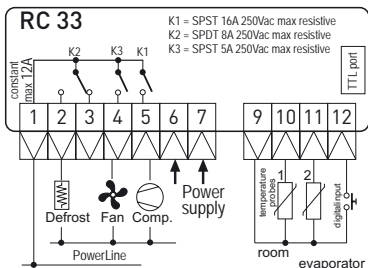 RC 33
K1 = SPST 16A 250Vac max resistive
K2 = SPDT 8A 250Vac max resistive
K3 = SPST 5A 250Vac max resistive
constant
max 12A
K2 K3 K1
TTL port
1 2 3 4 5 6 7 9 10 11 12
Defrost Fan Comp. Power
supply
PowerLine
temperature
probes
1 2
digitalinput
room
evaporator